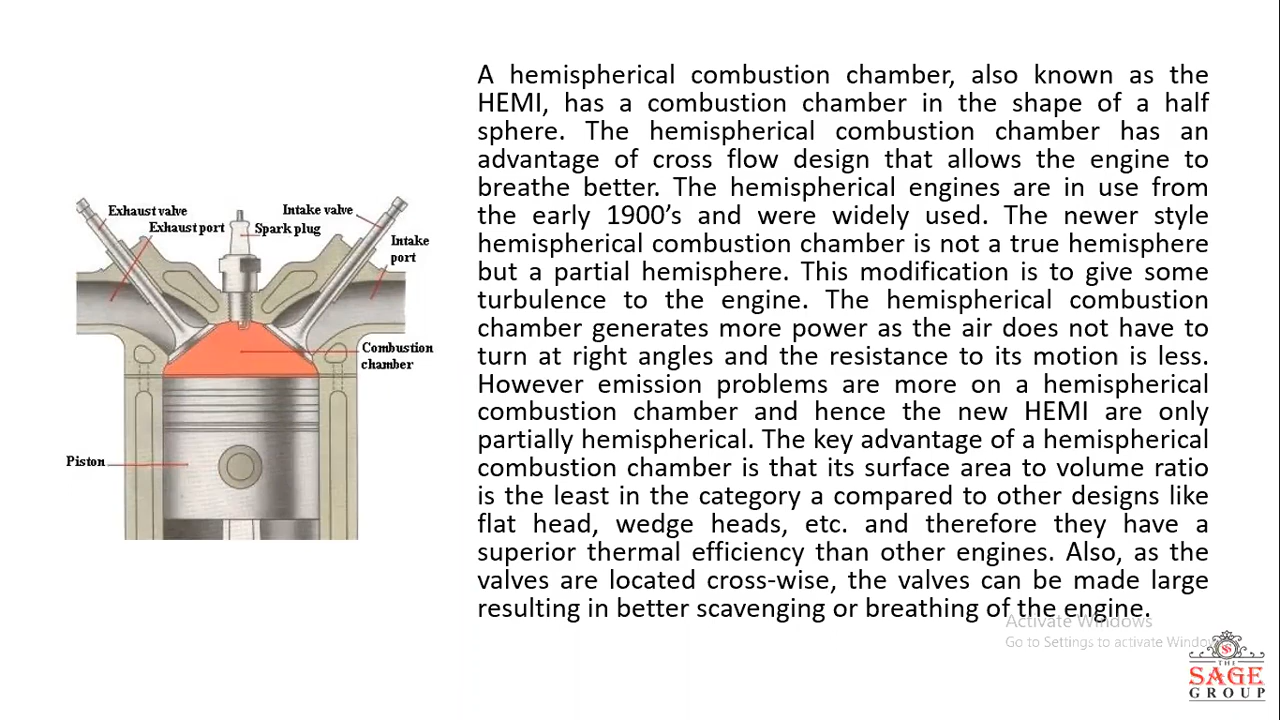 A hemispherical combustion chamber, also known as the
HEMI, has a combustion chamber in the shape of a half
sphere. The hemispherical combustion chamber has an
advantage of cross flow design that allows the engine to
breathe better. The hemispherical engines are in use from
the early 1900’s and were widely used. The newer style
hemispherical combustion chamber is not a true hemisphere
but a partial hemisphere. This modification is to give some
turbulence to the engine. The hemispherical combustion
chamber generates more power as the air does not have to
turn at right angles and the resistance to its motion is less.
However emission problems are more on a hemispherical
combustion chamber and hence the new HEMI are only
partially hemispherical. The key advantage of a hemispherical
combustion chamber is that its surface area to volume ratio
is the least in the category a compared to other designs like
flat head, wedge heads, etc. and therefore they have a
superior thermal efficiency than other engines. Also, as the
valves are located cross-wise, the valves can be made large
resulting in better scavenging or breathing of the engine.
Exhaust valve
Exhaust port
Spark plug
Intake valve
Intake
port
Combustion
chamber
Piston
Activate Windows
Go to Settings to activate Window
THE
SAGE
GROUP